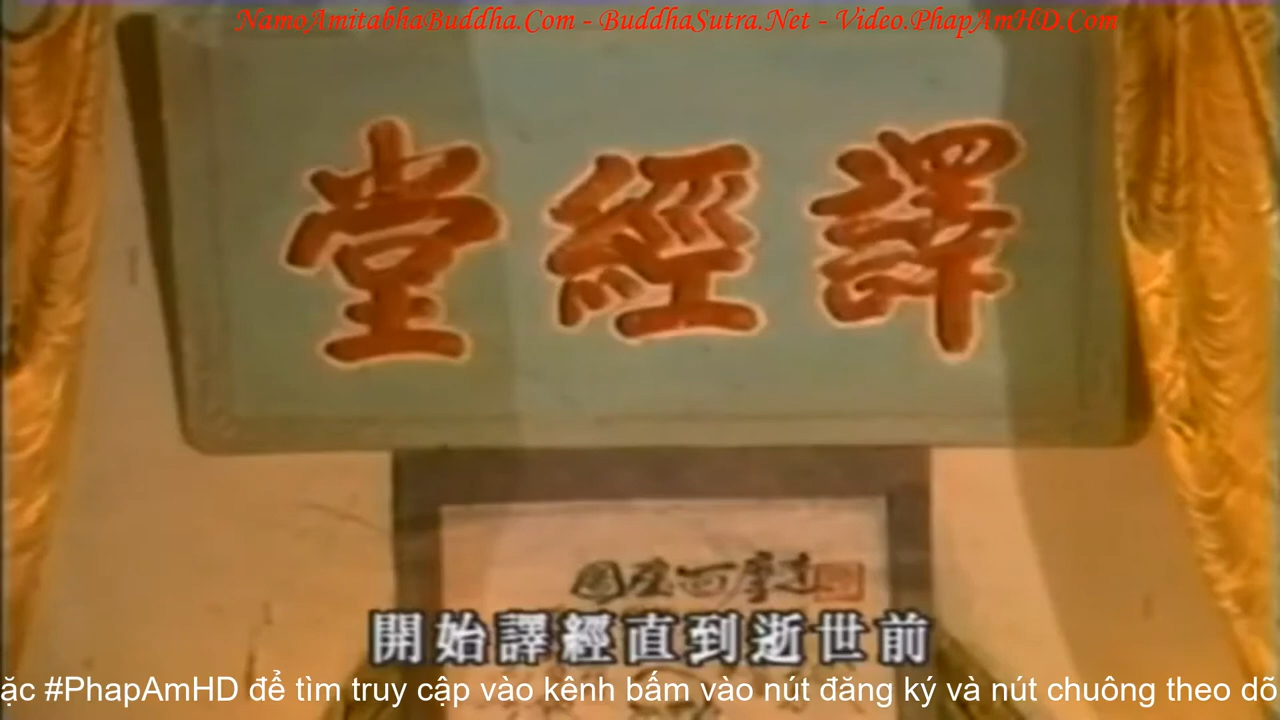 NamoAmitabhaBuddha.Com - BuddhaSutra.Net - Video.PhapAmHD.Com
譯經堂
開始譯經直到逝世前
ặc #PhapAmHD để tìm truy cập vào kênh bấm vào nút đăng ký và nút chuông theo dõ